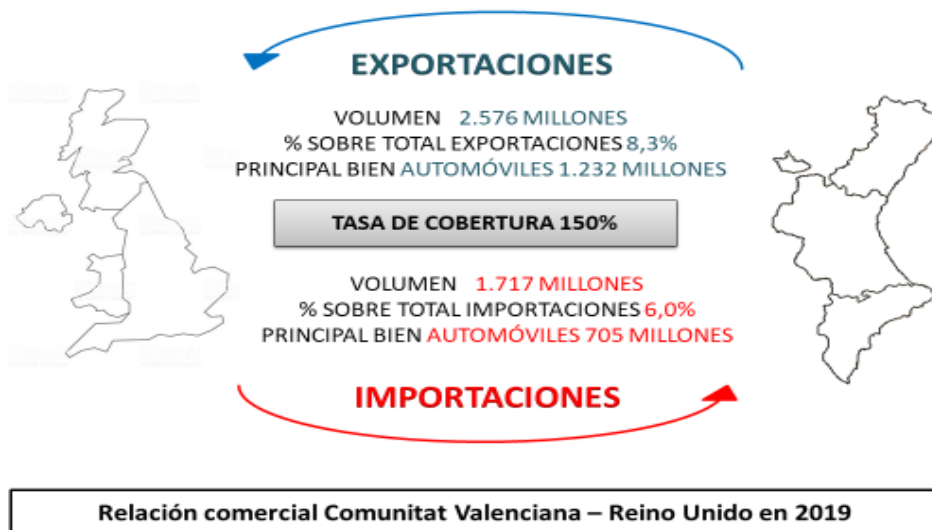 EXPORTACIONES
VOLUMEN 2.576 MILLONES
% SOBRE TOTAL EXPORTACIONES 8,3%
PRINCIPAL BIEN AUTOMÓVILES 1.232 MILLONES
TASA DE COBERTURA 150%
VOLUMEN 1.717 MILLONES
% SOBRE TOTAL IMPORTACIONES 6,0%
PRINCIPAL BIEN AUTOMÓVILES 705 MILLONES
IMPORTACIONES
Relación comercial Comunitat Valenciana – Reino Unido en 2019